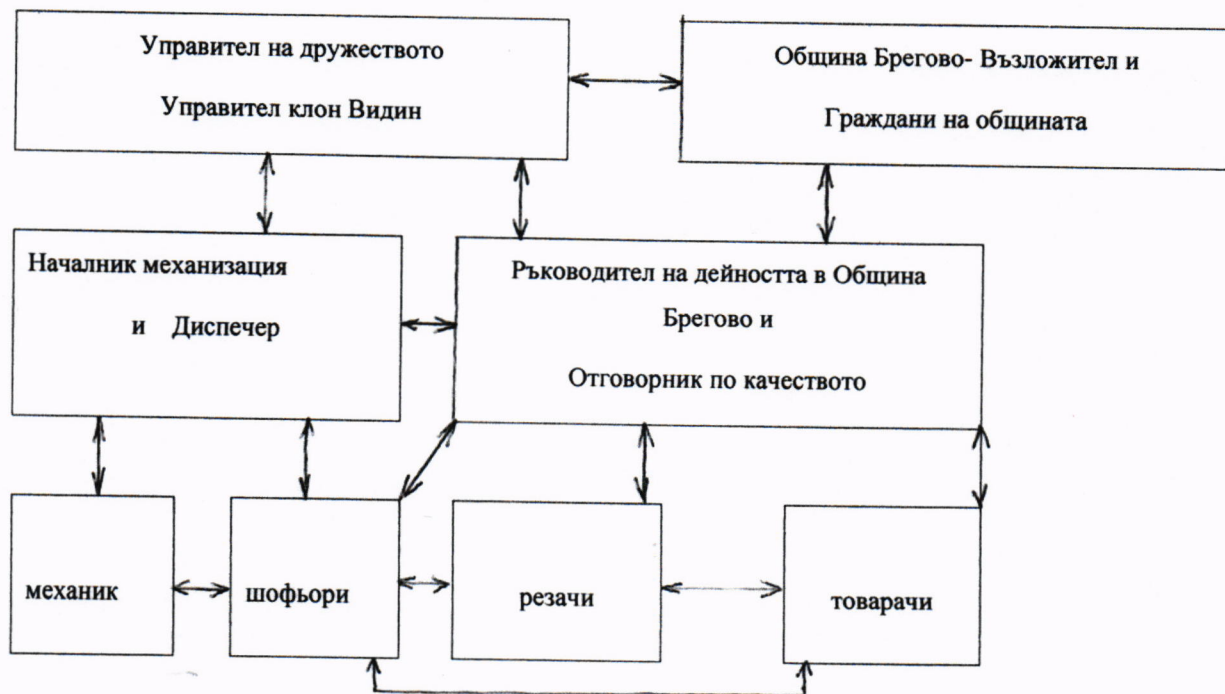 Управител на дружеството
Управител клон Видин
Община Брегово- Възложител и
Граждани на общината
Началник механизация
и Диспечер
Ръководител на дейността в Община
Брегово и
Отговорник по качеството
механик
шофьори
резачи
товарачи